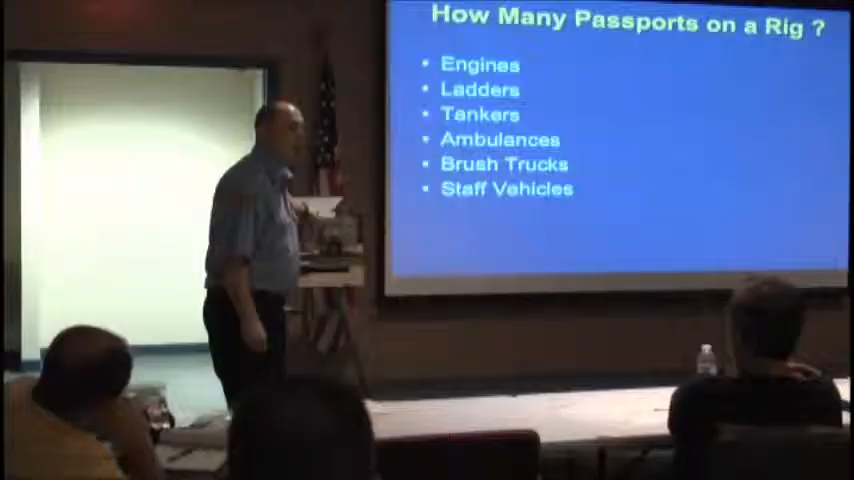 How Many Passports on a Rig ?
• Engines
• Ladders
• Tankers
• Ambulances
• Brush Trucks
• Staff Vehicles